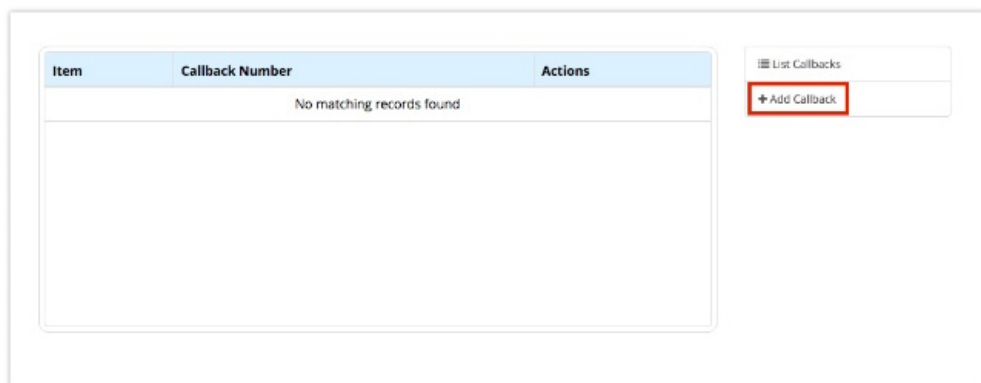 Item Callback Number Actions
No matching records found
List Callbacks
+ Add Callback